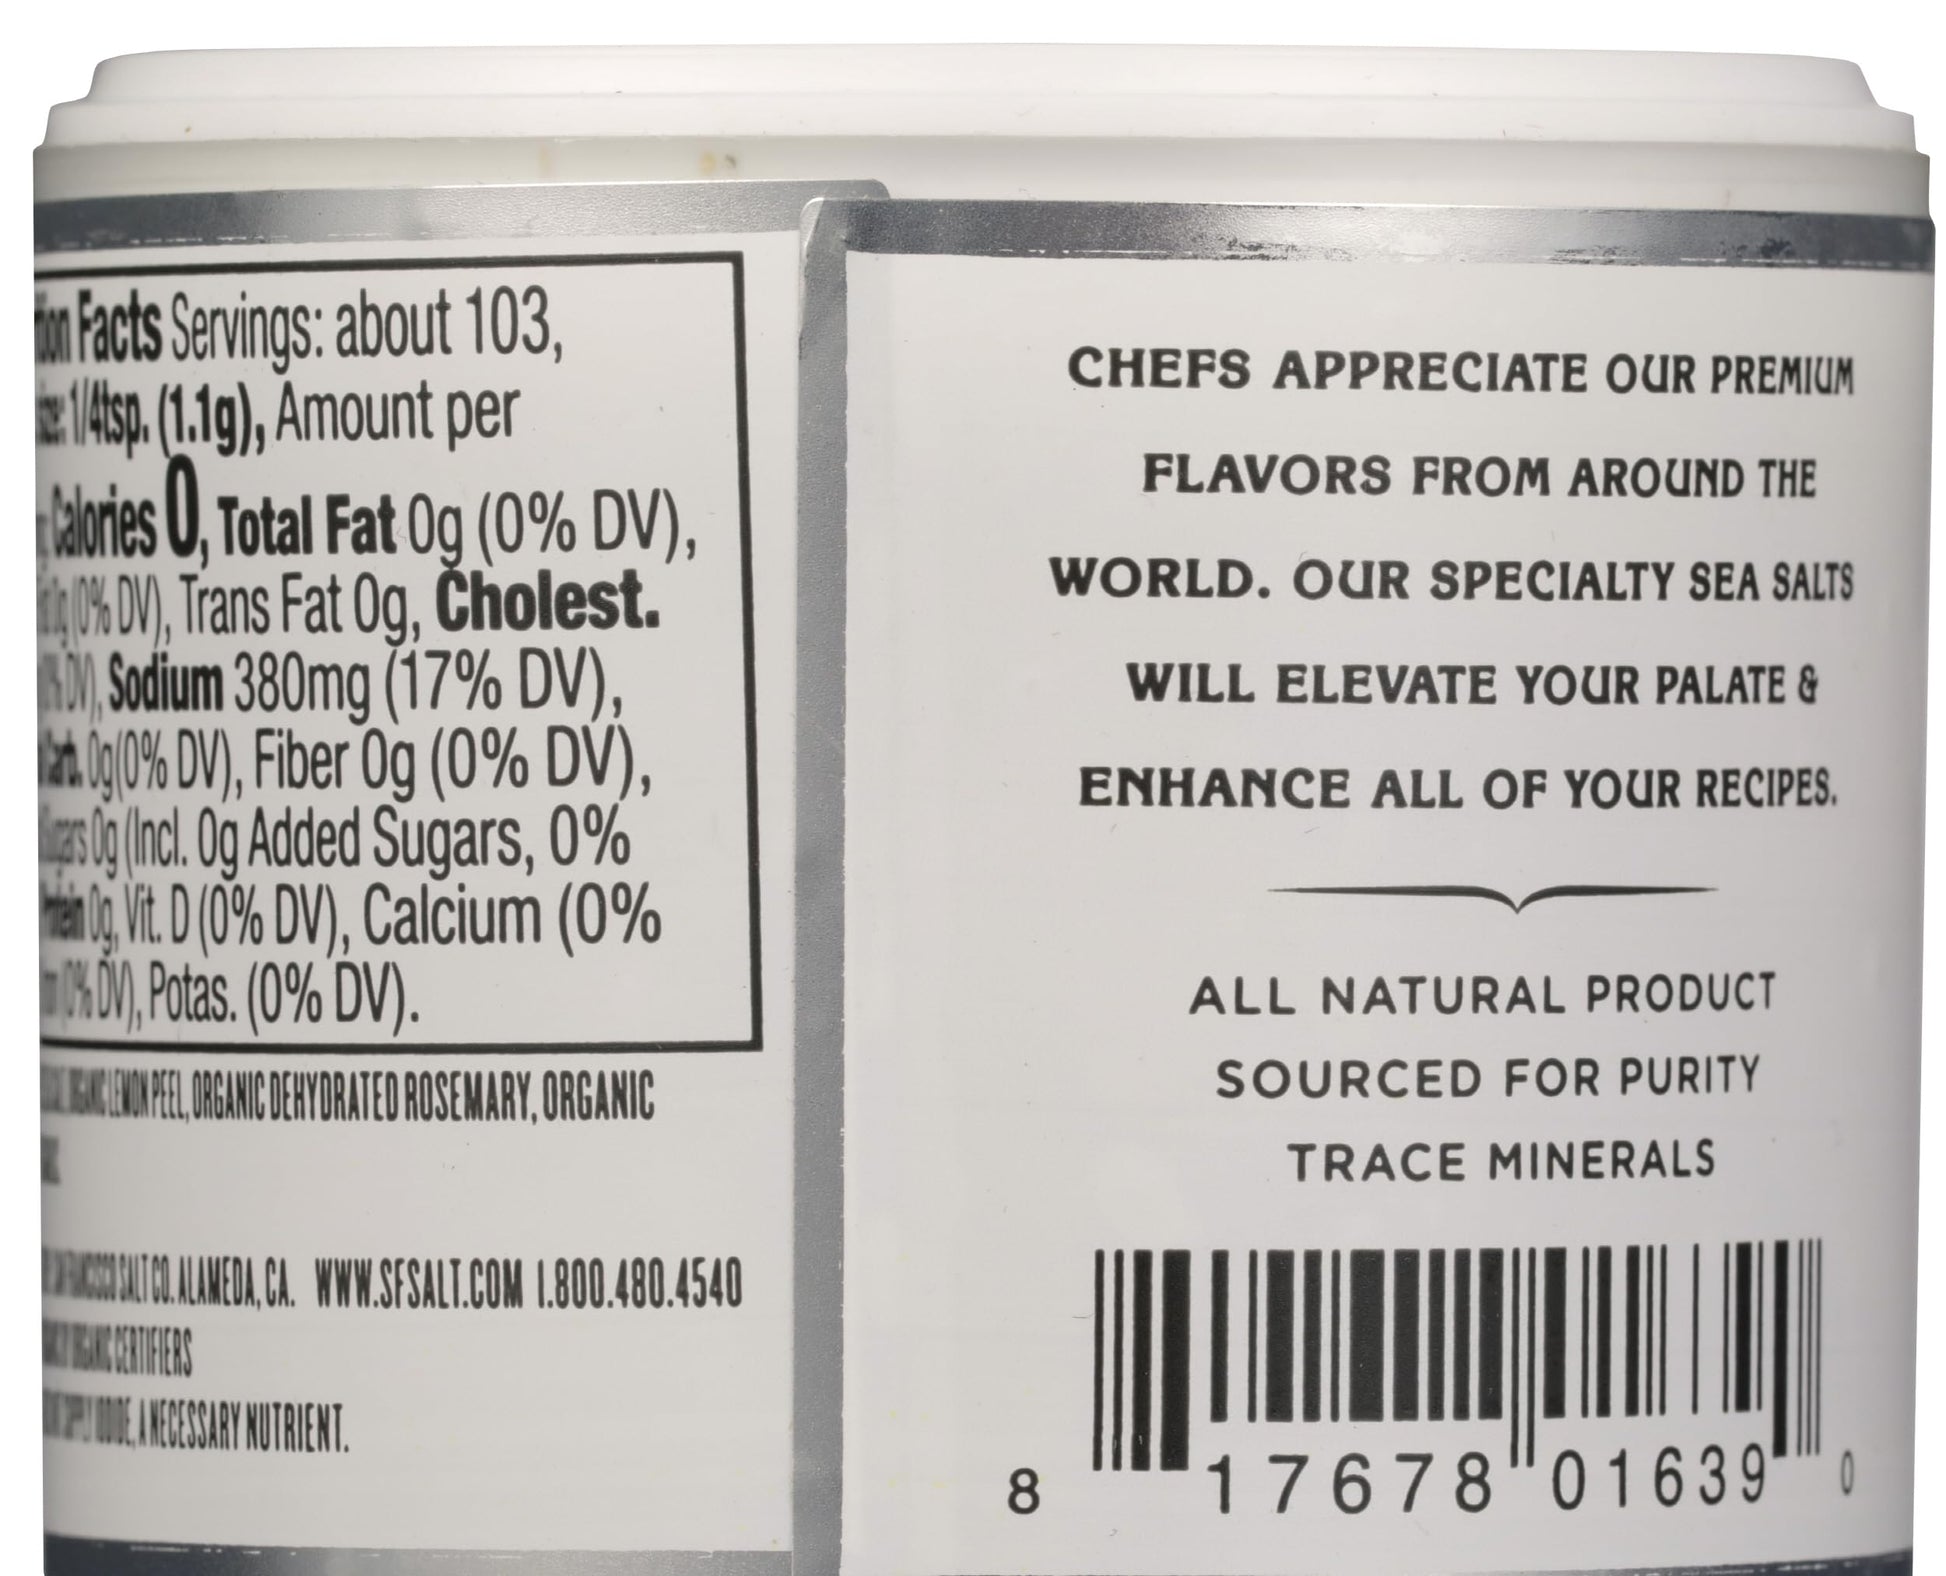 Facts Servings: about 103,
size: 1/4tsp. (1.1g), Amount per
Calories 0, Total Fat 0g (0% DV),
0g (0% DV), Trans Fat 0g, Cholest.
DV), Sodium 380mg (17% DV),
Carb. 0g(0% DV), Fiber 0g (0% DV),
Sugars 0g (Incl. 0g Added Sugars, 0%
Protein 0g, Vit. D (0% DV), Calcium (0%
(0% DV), Potas. (0% DV).
ORGANIC LEMON PEEL, ORGANIC DEHYDRATED ROSEMARY, ORGANIC
SAN FRANCISCO SALT CO. ALAMEDA, CA. WWW.SFSALT.COM 1.800.480.4540
ORGANIC CERTIFIERS
SUPPLY IODIDE, A NECESSARY NUTRIENT.
CHEFS APPRECIATE OUR PREMIUM
FLAVORS FROM AROUND THE
WORLD. OUR SPECIALTY SEA SALTS
WILL ELEVATE YOUR PALATE &
ENHANCE ALL OF YOUR RECIPES.
ALL NATURAL PRODUCT
SOURCED FOR PURITY
TRACE MINERALS
8 17678 01639 0